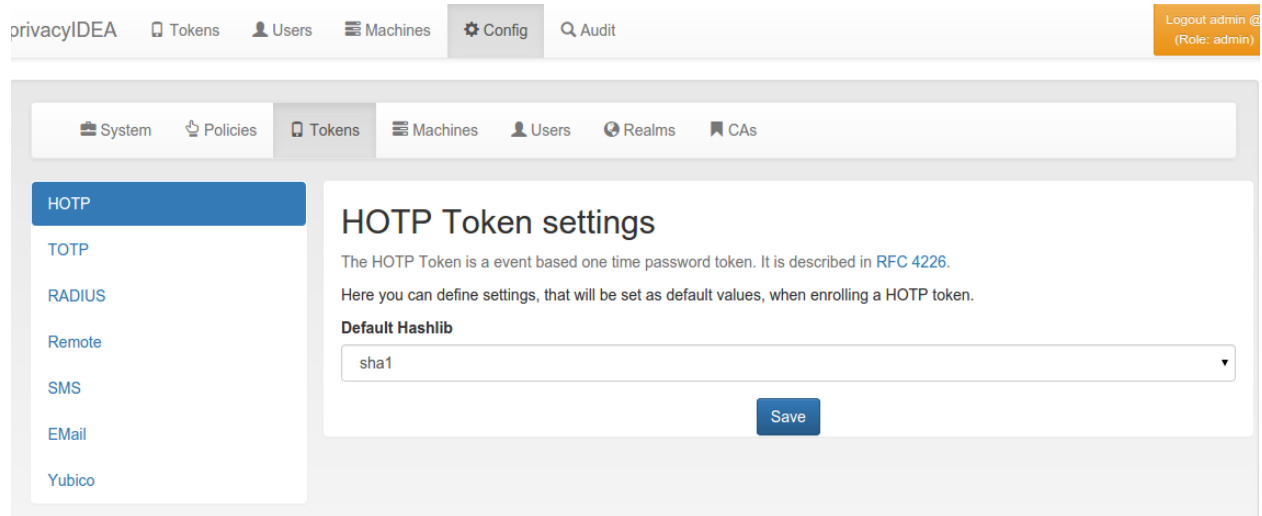 privacyIDEA Tokens Users Machines Config Audit Logout admin @
(Role: admin)
System Policies Tokens Machines Users Realms CAs
HOTP
TOTP
RADIUS
Remote
SMS
EMail
Yubico
HOTP Token settings
The HOTP Token is a event based one time password token. It is described in RFC 4226.
Here you can define settings, that will be set as default values, when enrolling a HOTP token.
Default Hashlib
sha1
Save